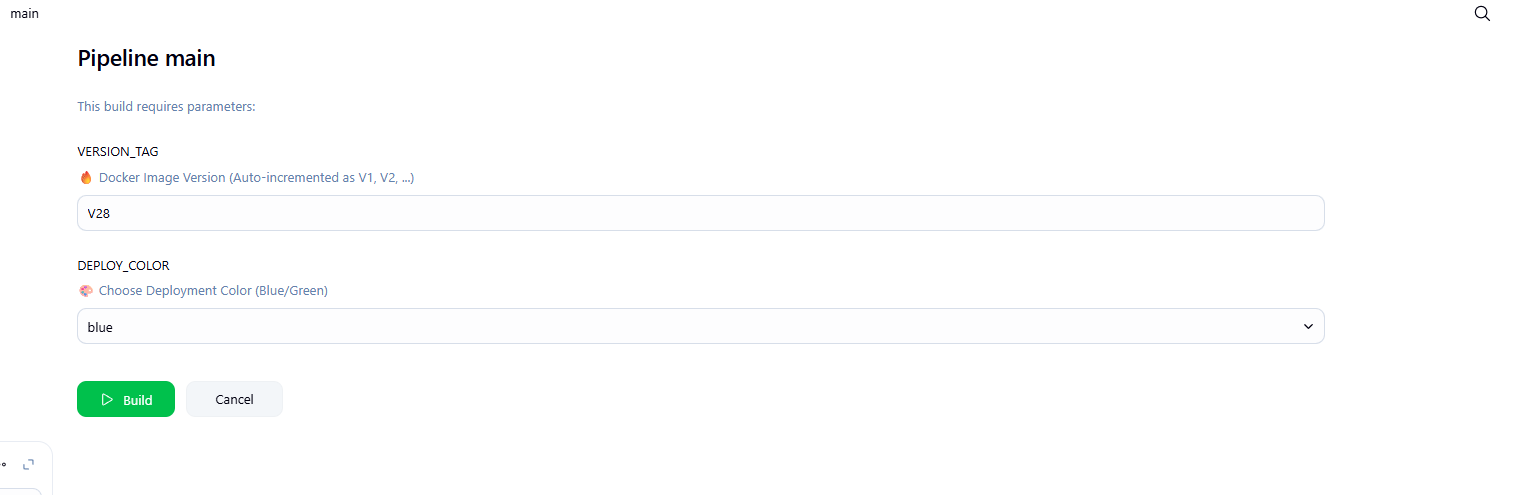 main
Pipeline main
This build requires parameters:
VERSION_TAG
🔥 Docker Image Version (Auto-incremented as V1, V2, ...)
V28
DEPLOY_COLOR
🎨 Choose Deployment Color (Blue/Green)
blue
Build Cancel